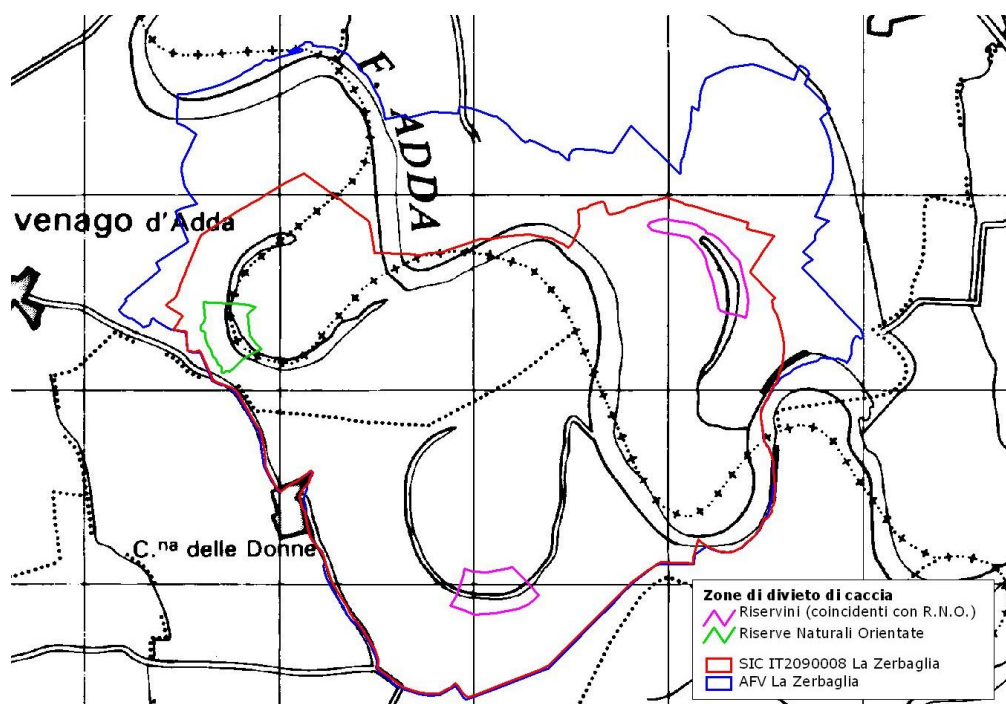 F. ADDA
venago d'Adda
C.na delle Donne
Zone di divieto di caccia
Riservini (coincidenti con R.N.O.)
Riserve Naturali Orientate
SIC IT2090008 La Zerbaglia
AFV La Zerbaglia